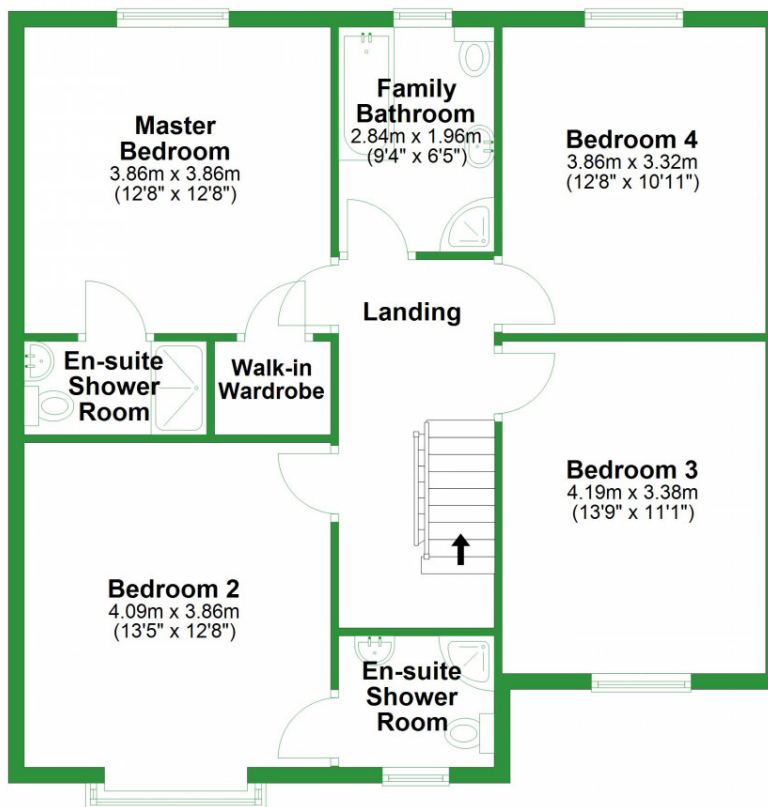 Master
Bedroom
3.86m x 3.86m
(12'8" x 12'8")
Family
Bathroom
2.84m x 1.96m
(9'4" x 6'5")
Bedroom 4
3.86m x 3.32m
(12'8" x 10'11")
Landing
En-suite
Shower
Room
Walk-in
Wardrobe
Bedroom 3
4.19m x 3.38m
(13'9" x 11'1")
Bedroom 2
4.09m x 3.86m
(13'5" x 12'8")
En-suite
Shower
Room